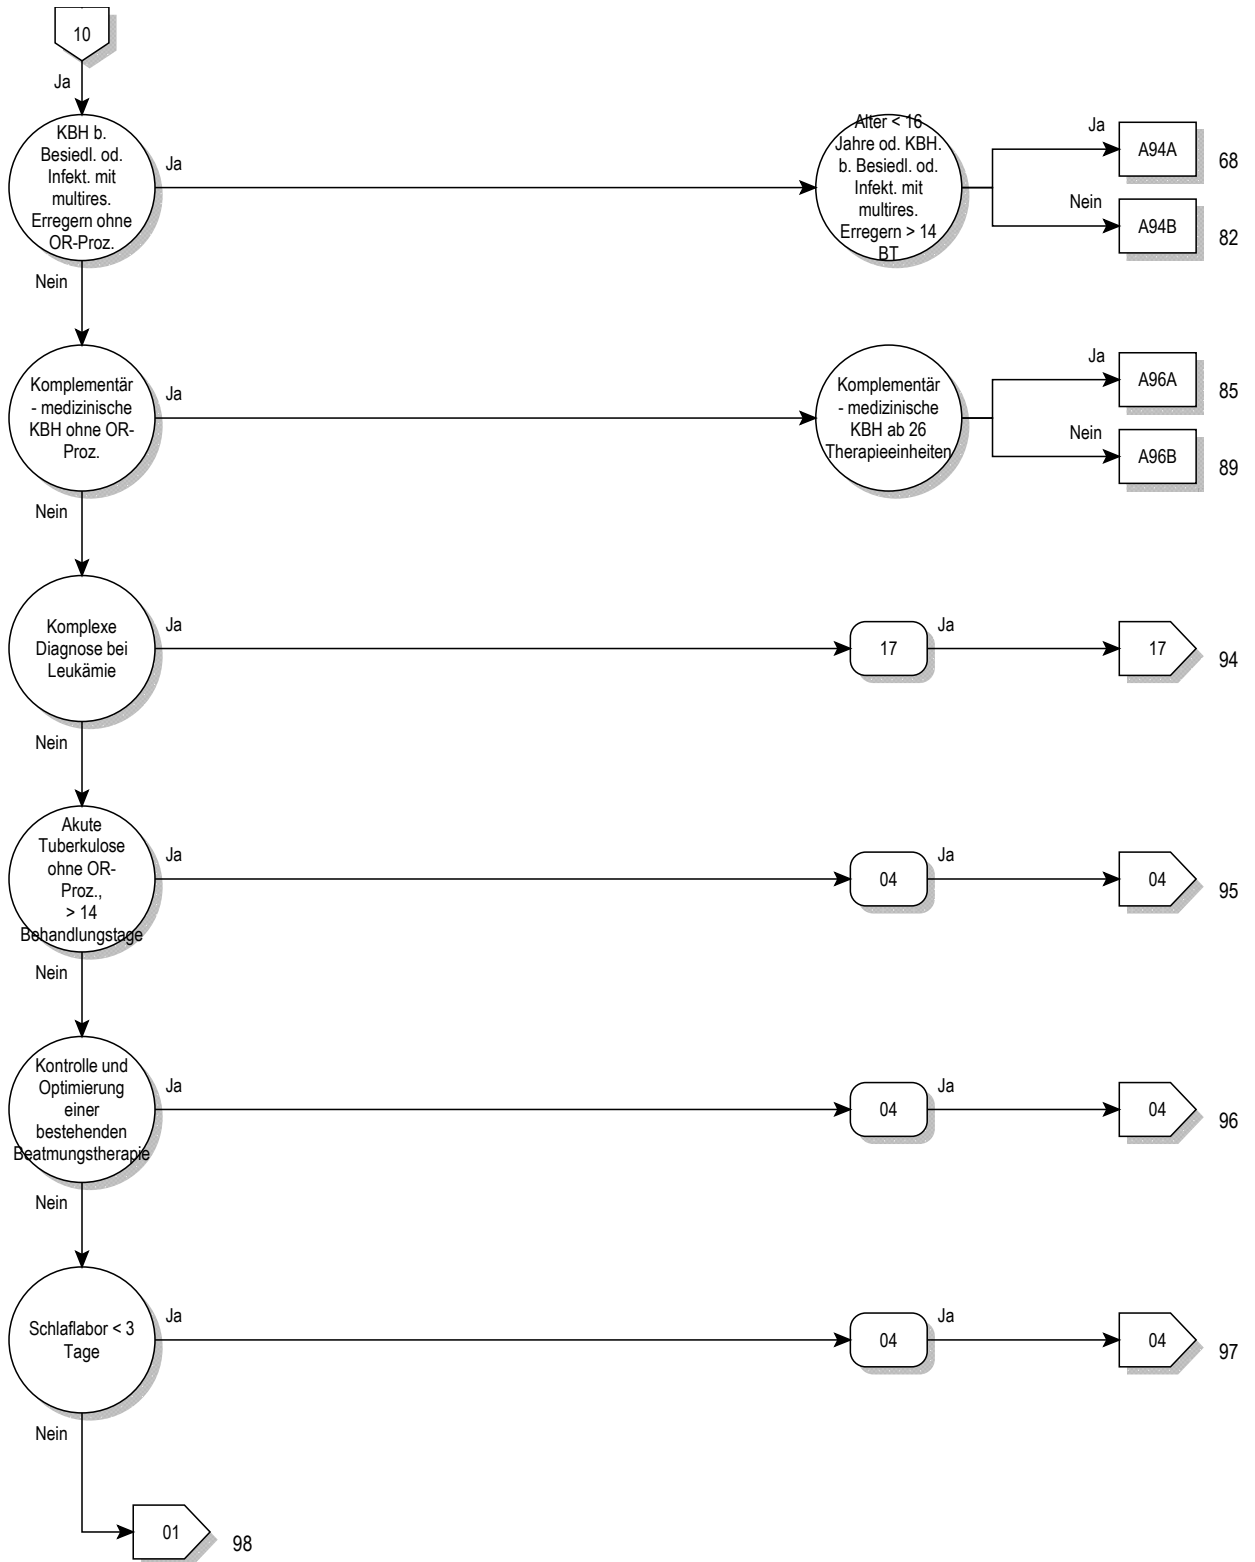 10
Ja
KBH b.
Besiedl. od.
Infekt. mit
multires.
Erregern ohne
OR-Proz.
Ja
Alter < 16
Jahre od. KBH.
b. Besiedl. od.
Infekt. mit
multires.
Erregern > 14
BT
Ja
A94A
68
Nein
A94B
82
Nein
Komplementär
- medizinische
KBH ohne OR-
Proz.
Ja
Komplementär
- medizinische
KBH ab 26
Therapieeinheiten
Ja
A96A
85
Nein
A96B
89
Nein
Komplexe
Diagnose bei
Leukämie
Ja
17
Ja
17
94
Nein
Akute
Tuberkulose
ohne OR-
Proz.,
> 14
Behandlungstage
Ja
04
Ja
04
95
Nein
Kontrolle und
Optimierung
einer
bestehenden
Beatmungstherapie
Ja
04
Ja
04
96
Nein
Schlaflabor < 3
Tage
Ja
04
Ja
04
97
Nein
01
98